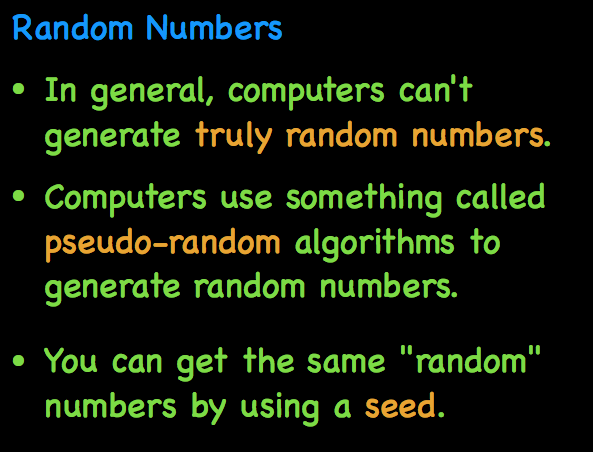 Random Numbers
• In general, computers can't
generate truly random numbers.
• Computers use something called
pseudo-random algorithms to
generate random numbers.
• You can get the same "random"
numbers by using a seed.